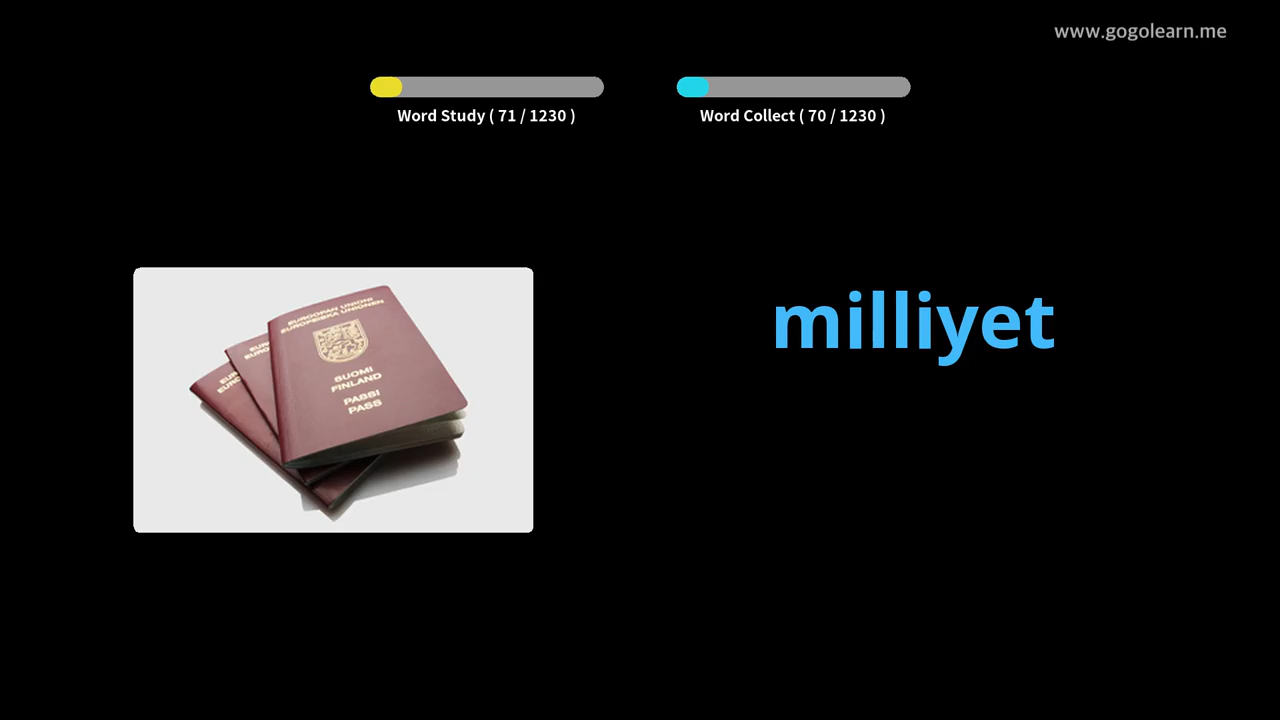 www.gogolearn.me
Word Study ( 71 / 1230 )
Word Collect ( 70 / 1230 )
milliyet
EUROOPAN UNIONI
EUROPEISKA UNIONEN
SUOMI
FINLAND
PASSI
PASS